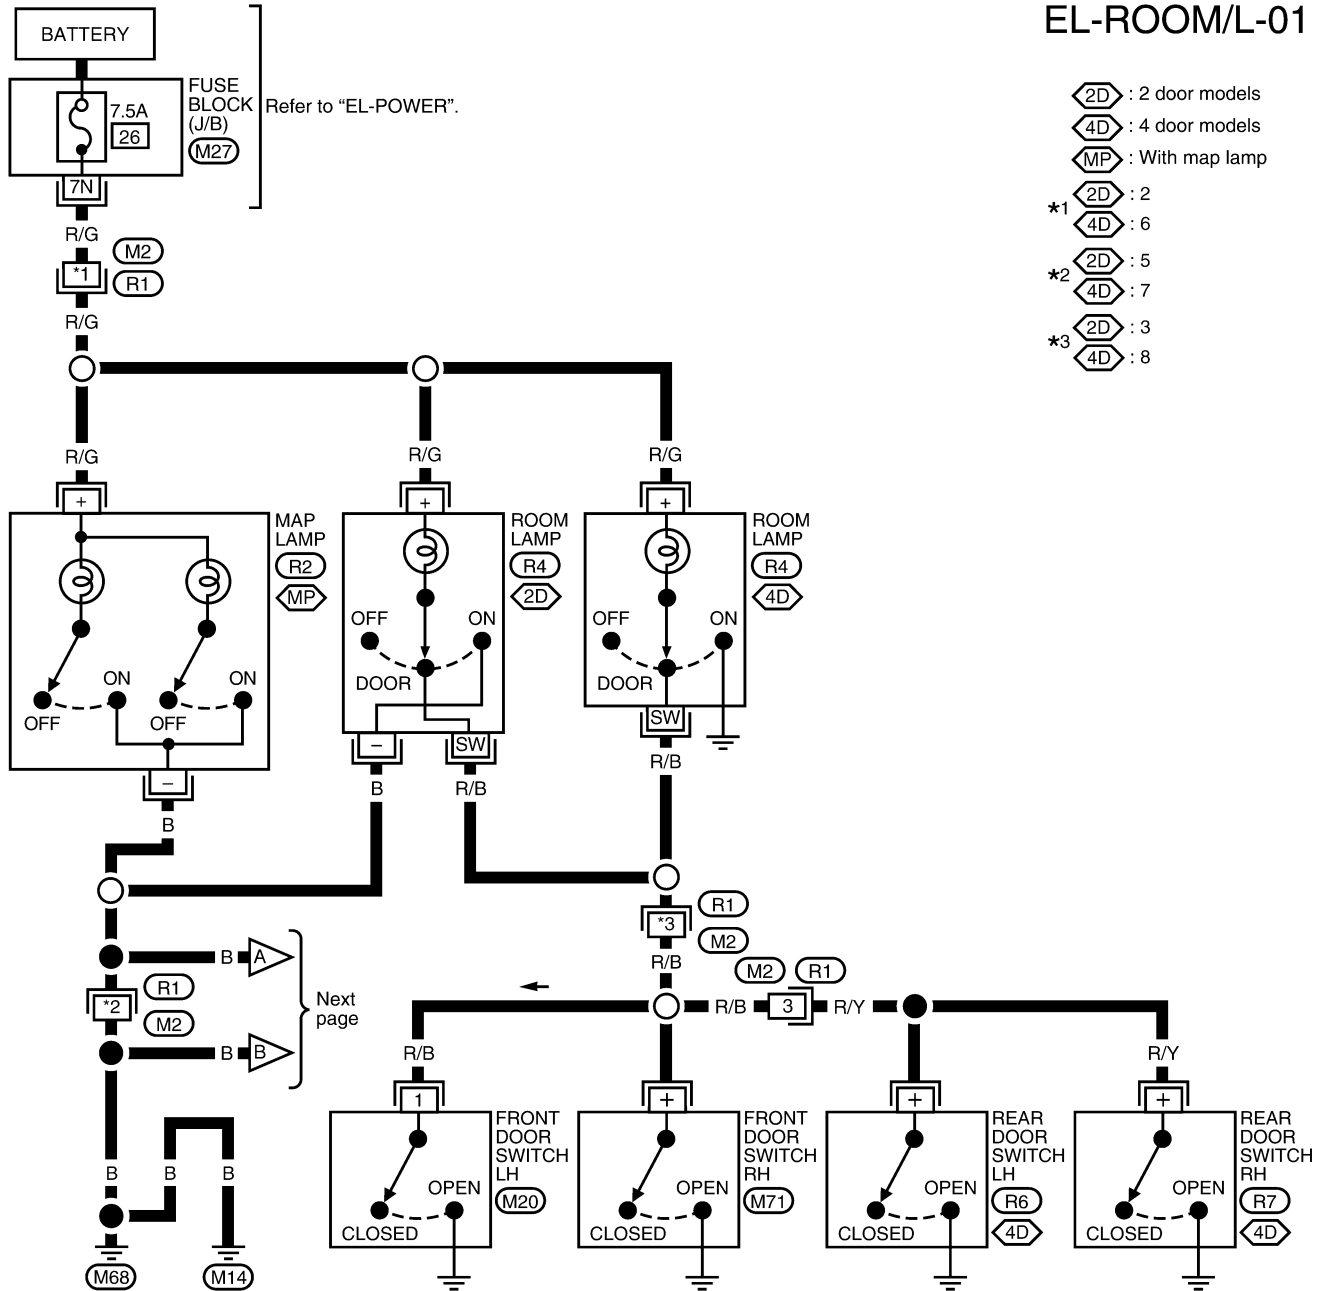 EL-ROOM/L-01
BATTERY
7.5A
26
FUSE
BLOCK
(J/B)
M27
Refer to “EL-POWER”.
2D : 2 door models
4D : 4 door models
MP : With map lamp
*1
2D : 2
4D : 6
*2
2D : 5
4D : 7
*3
2D : 3
4D : 8
7N
R/G
M2
*1
R1
R/G
R/G
R/G
R/G
+
+
+
MAP
LAMP
R2
MP
ROOM
LAMP
R4
2D
ROOM
LAMP
R4
4D
OFF
ON
OFF
ON
OFF
ON
DOOR
OFF
ON
DOOR
–
–
SW
SW
B
B
R/B
R/B
R1
*3
M2
R/B
B
A
R1
*2
M2
B
B
Next
page
M2
R1
R/B
3
R/Y
R/B
R/Y
1
+
+
+
FRONT
DOOR
SWITCH
LH
M20
OPEN
CLOSED
FRONT
DOOR
SWITCH
RH
M71
OPEN
CLOSED
REAR
DOOR
SWITCH
LH
R6
4D
OPEN
CLOSED
REAR
DOOR
SWITCH
RH
R7
4D
OPEN
CLOSED
B
B
B
M68
M14